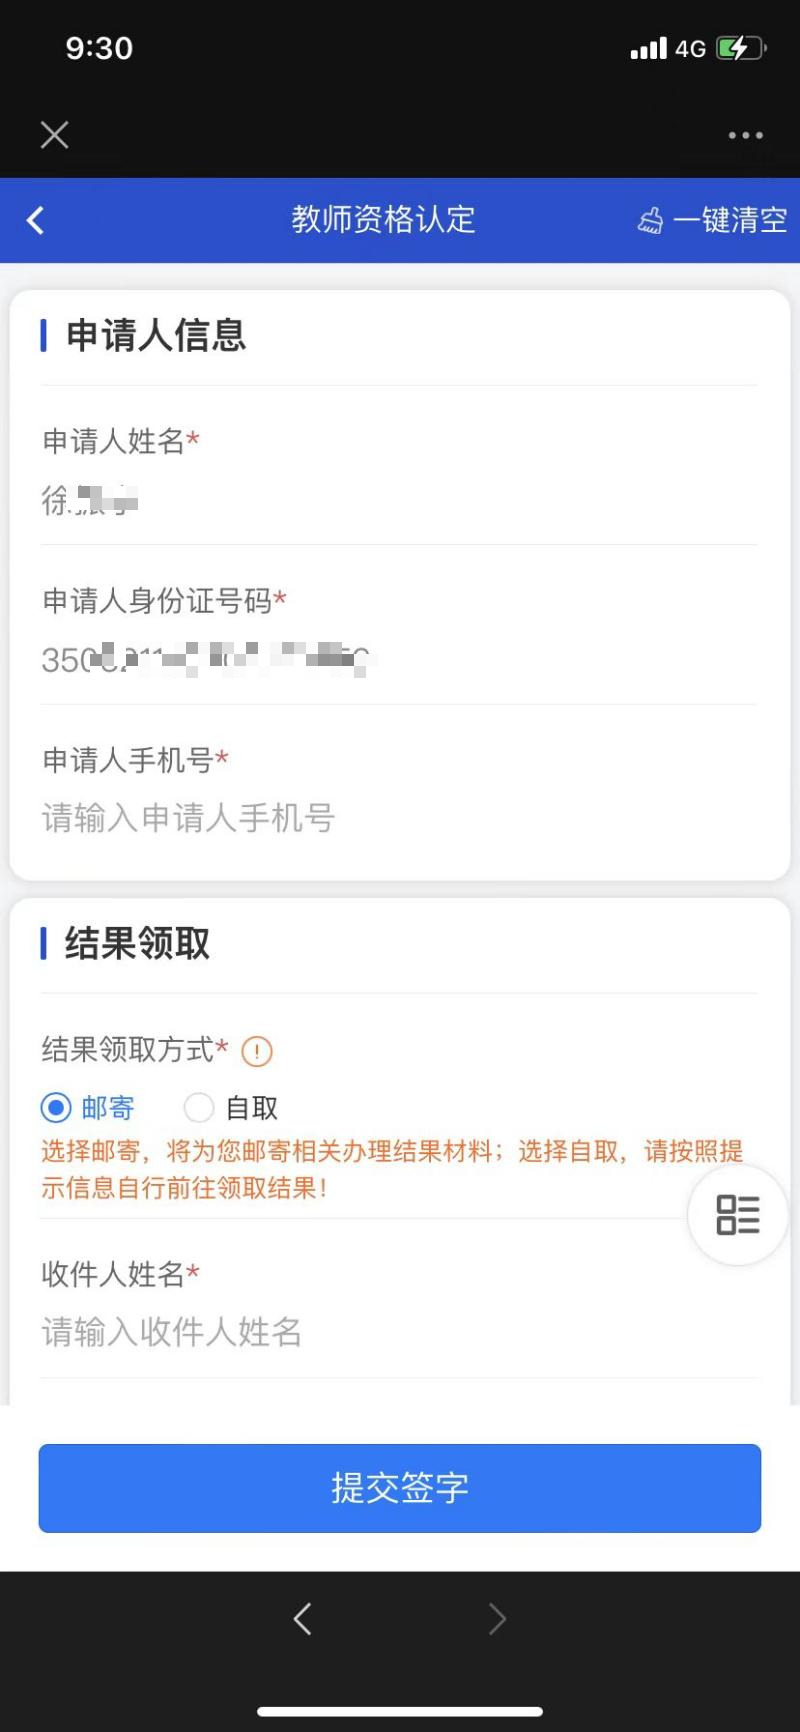 9:30
4G
教师资格认定
一键清空
申请人信息
申请人姓名*
徐
申请人身份证号码*
350
申请人手机号*
请输入申请人手机号
结果领取
结果领取方式*
邮寄
自取
选择邮寄，将为您邮寄相关办理结果材料；选择自取，请按照提
示信息自行前往领取结果！
收件人姓名*
请输入收件人姓名
提交签字